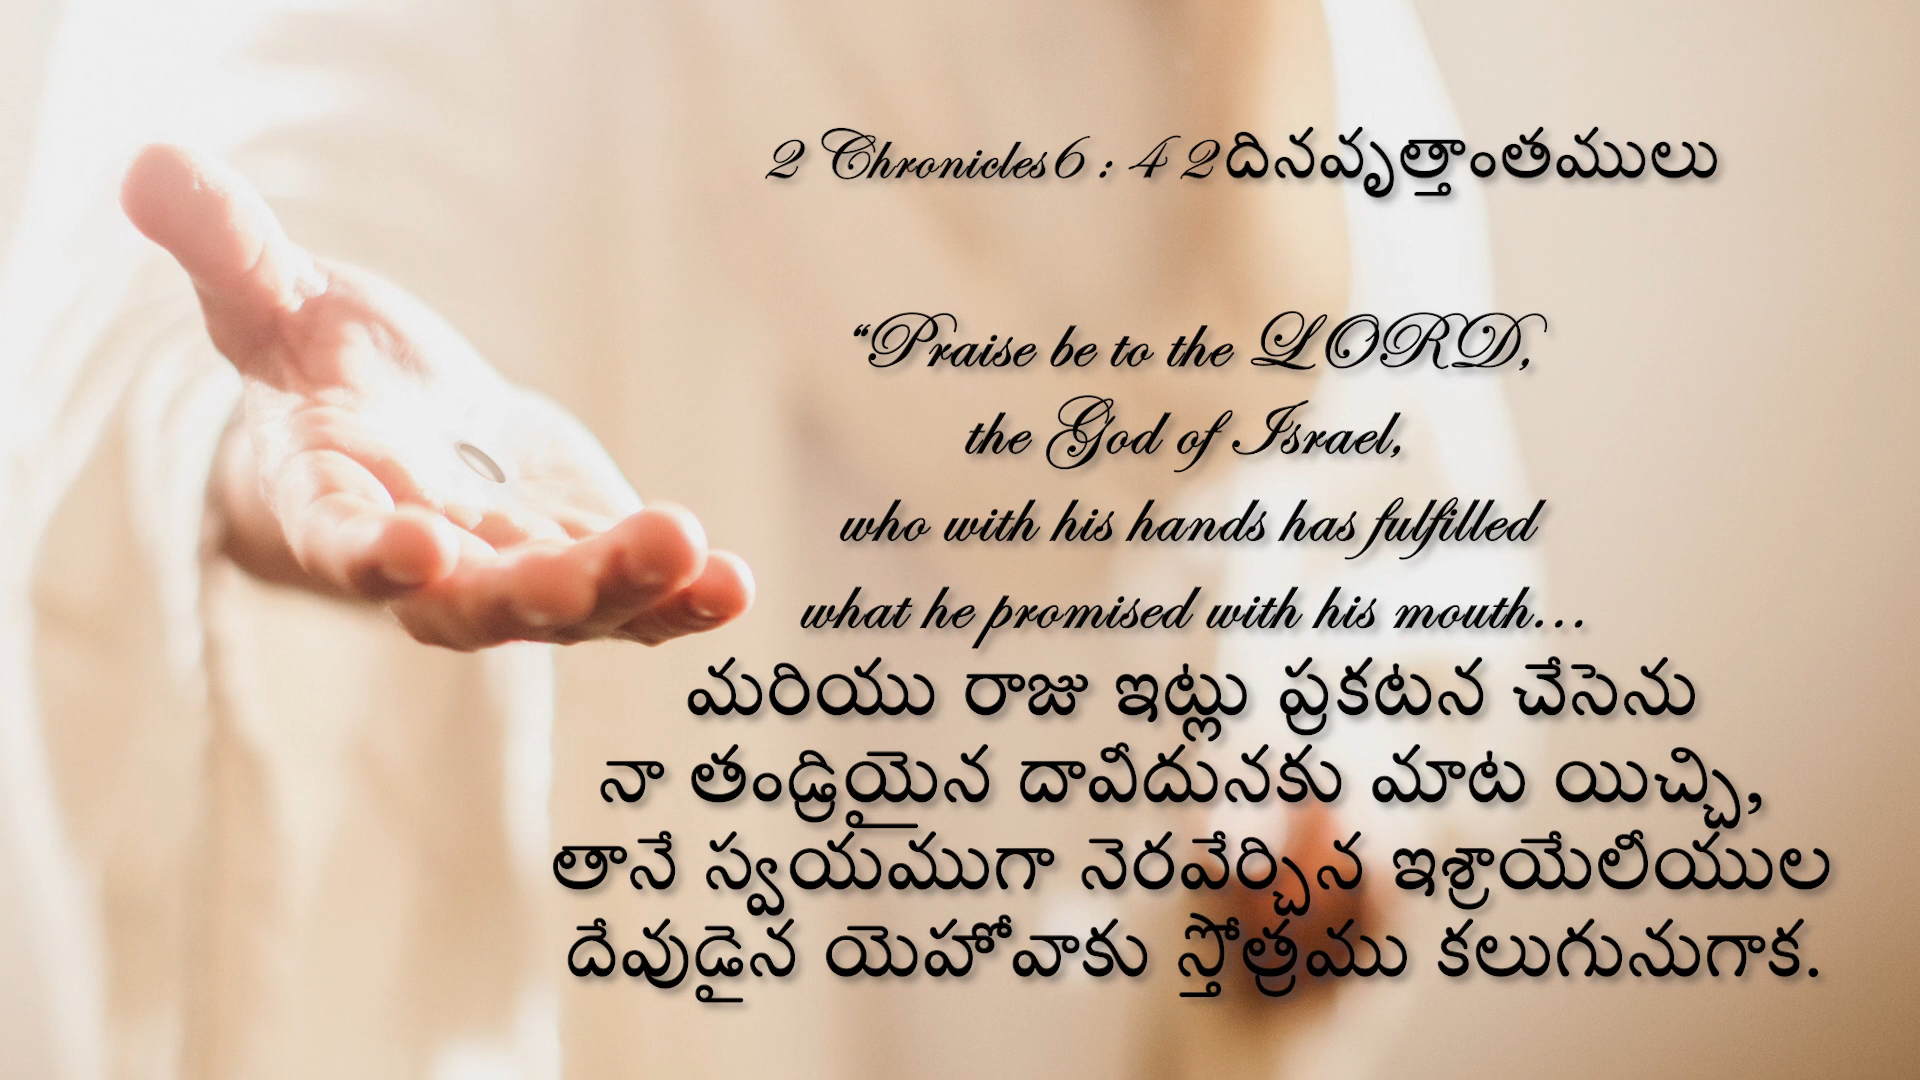 2 Chronicles6 : 4 2దినవృత్తాంతములు
“Praise be to the LORD,
the God of Israel,
who with his hands has fulfilled
what he promised with his mouth…
మరియు రాజు ఇట్లు ప్రకటన చేసెను
నా తండ్రియైన దావీదునకు మాట యిచ్చి,
తానే స్వయముగా నెరవేర్చిన ఇశ్రాయేలీయుల
దేవుడైన యెహోవాకు స్తోత్రము కలుగునుగాక.